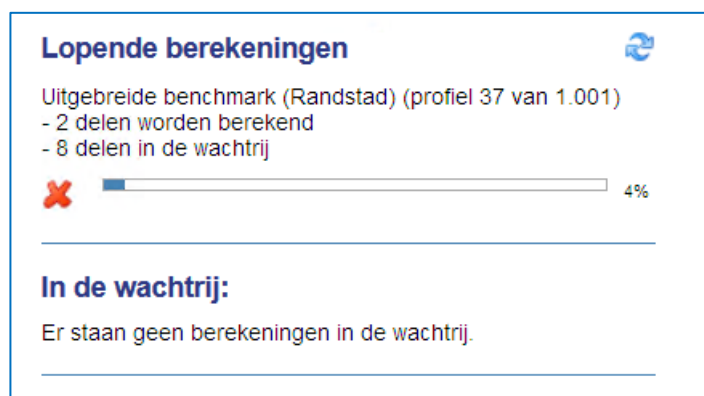 Lopende berekeningen
Uitgebreide benchmark (Randstad) (profiel 37 van 1.001)
- 2 delen worden berekend
- 8 delen in de wachtrij
4%
In de wachtrij:
Er staan geen berekeningen in de wachtrij.